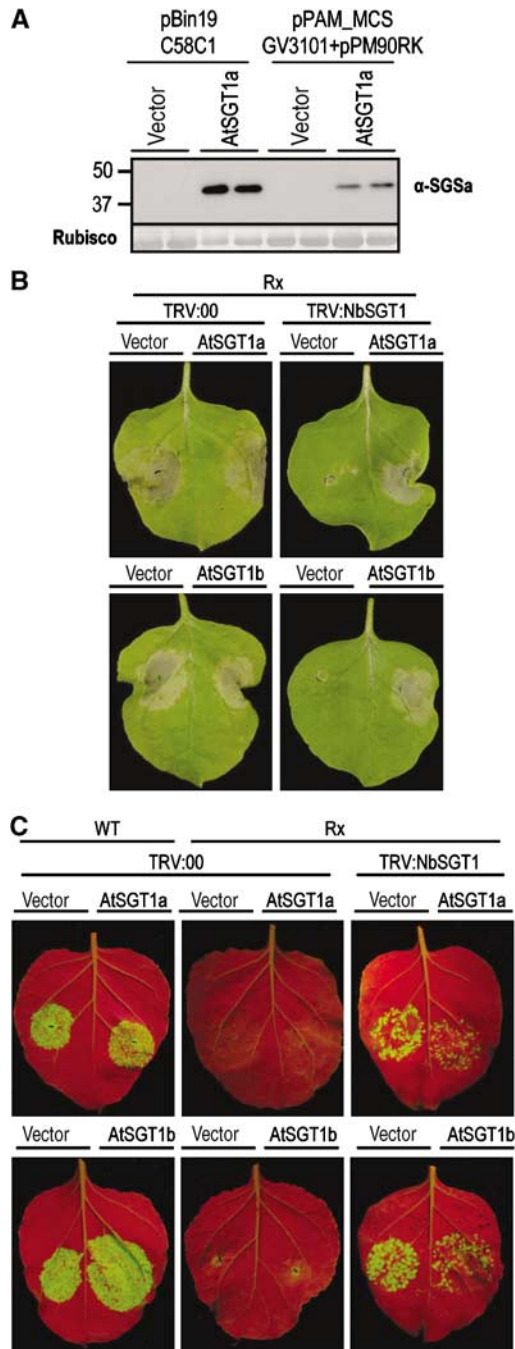 A
pBin19 pPAM_MCS
C58C1 GV3101+pPM90RK
Vector AtSGT1a Vector AtSGT1a
50
37
α-SGSa
Rubisco
B
Rx
TRV:00 TRV:NbSGT1
Vector AtSGT1a Vector AtSGT1a
Vector AtSGT1b Vector AtSGT1b
C
WT Rx
TRV:00 TRV:NbSGT1
Vector AtSGT1a Vector AtSGT1a Vector AtSGT1a
Vector AtSGT1b Vector AtSGT1b Vector AtSGT1b